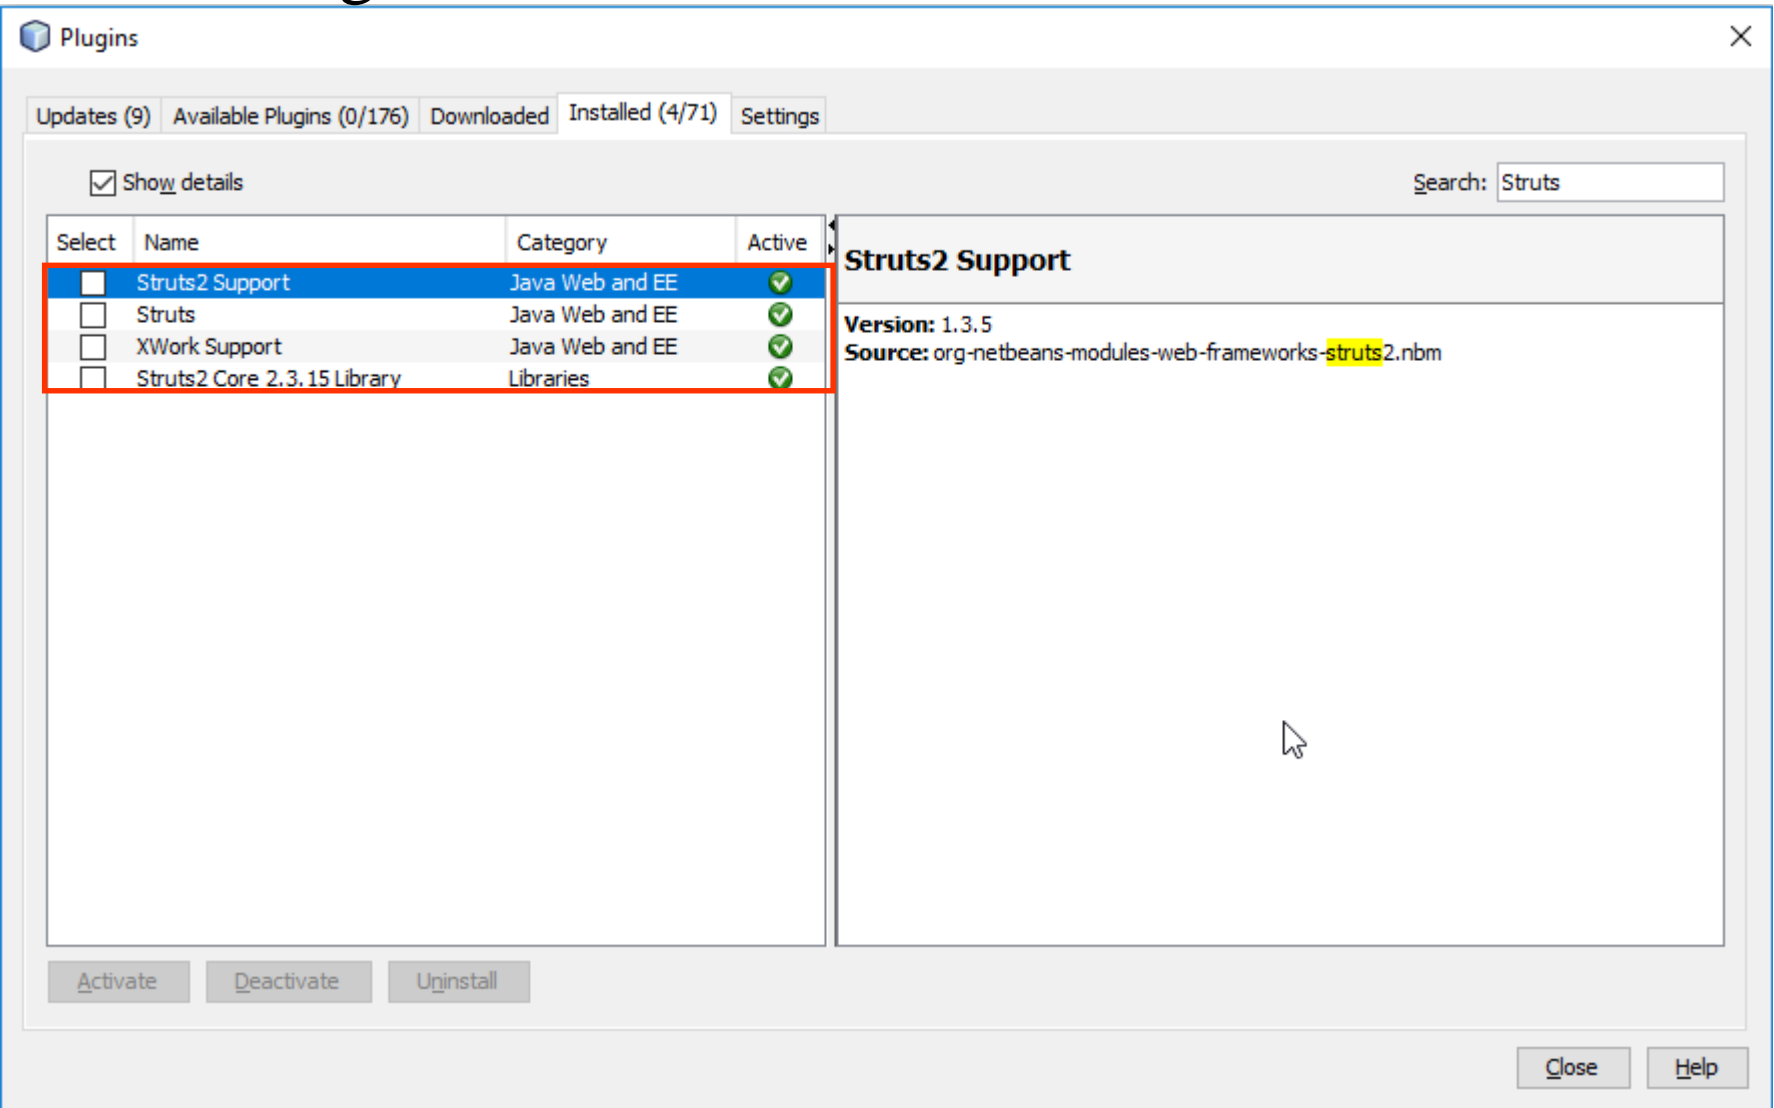 Plugins
Updates (9) Available Plugins (0/176) Downloaded Installed (4/71) Settings
Show details Search: Struts
Select Name Category Active
Struts2 Support Java Web and EE
Struts Java Web and EE
XWork Support Java Web and EE
Struts2 Core 2.3.15 Library Libraries
Struts2 Support
Version: 1.3.5
Source: org-netbeans-modules-web-frameworks-struts2.nbm
Activate Deactivate Uninstall
Close Help